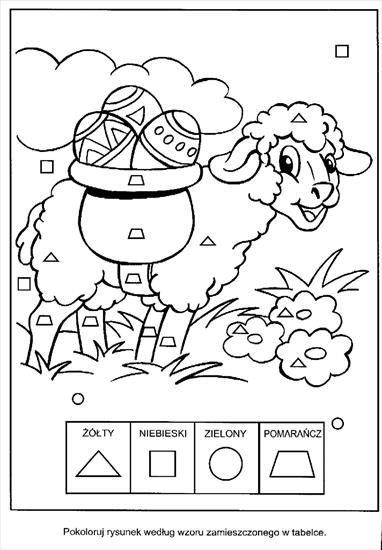 ŻÓŁTY NIEBIESKI ZIELONY POMARAŃCZ
Pokoloruj rysunek według wzoru zamieszczonego w tabelce.